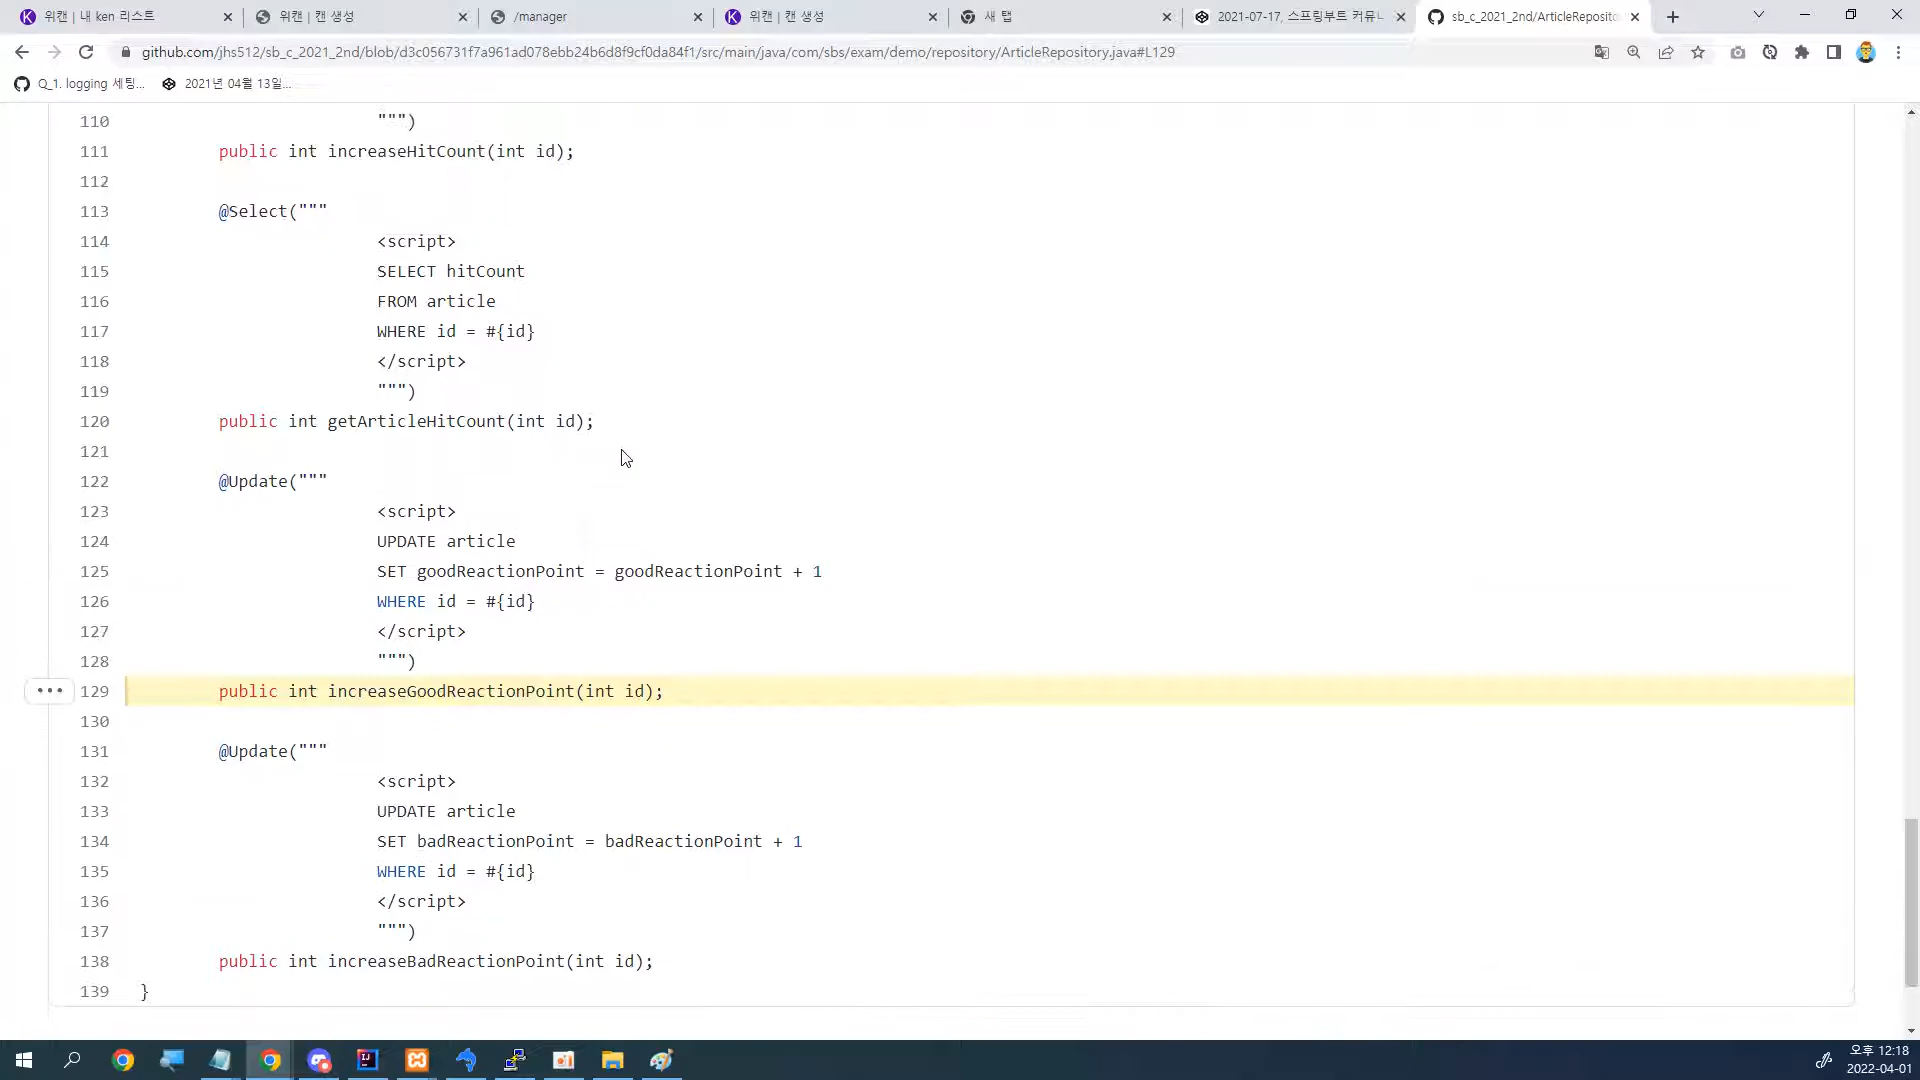 위캔 | 내 ken 리스트
위캔 | 캔 생성
/manager
위캔 | 캔 생성
새 탭
2021-07-17, 스프링부트 커뮤니
sb_c_2021_2nd/ArticleReposito
github.com/jhs512/sb_c_2021_2nd/blob/d3c056731f7a961ad078ebb24b6d8f9cf0da84f1/src/main/java/com/sbs/exam/demo/repository/ArticleRepository.java#L129
Q_1. logging 세팅...
2021년 04월 13일...
110 """)
111 public int increaseHitCount(int id);
112
113 @Select("""
114 <script>
115 SELECT hitCount
116 FROM article
117 WHERE id = #{id}
118 </script>
119 """)
120 public int getArticleHitCount(int id);
121
122 @Update("""
123 <script>
124 UPDATE article
125 SET goodReactionPoint = goodReactionPoint + 1
126 WHERE id = #{id}
127 </script>
128 """)
129 public int increaseGoodReactionPoint(int id);
130
131 @Update("""
132 <script>
133 UPDATE article
134 SET badReactionPoint = badReactionPoint + 1
135 WHERE id = #{id}
136 </script>
137 """)
138 public int increaseBadReactionPoint(int id);
139 }
오후 12:18
2022-04-01